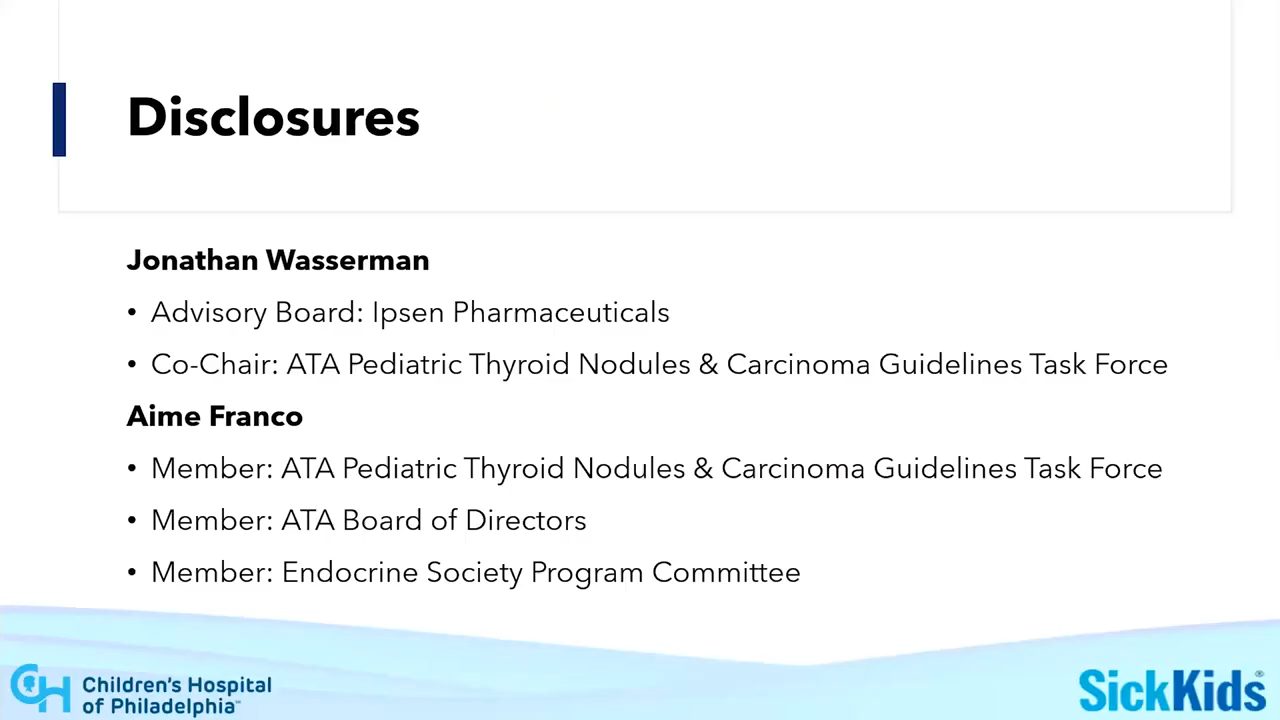 Disclosures
Jonathan Wasserman
• Advisory Board: Ipsen Pharmaceuticals
• Co-Chair: ATA Pediatric Thyroid Nodules & Carcinoma Guidelines Task Force
Aime Franco
• Member: ATA Pediatric Thyroid Nodules & Carcinoma Guidelines Task Force
• Member: ATA Board of Directors
• Member: Endocrine Society Program Committee
CH Children's Hospital
of Philadelphia™
SickKids®